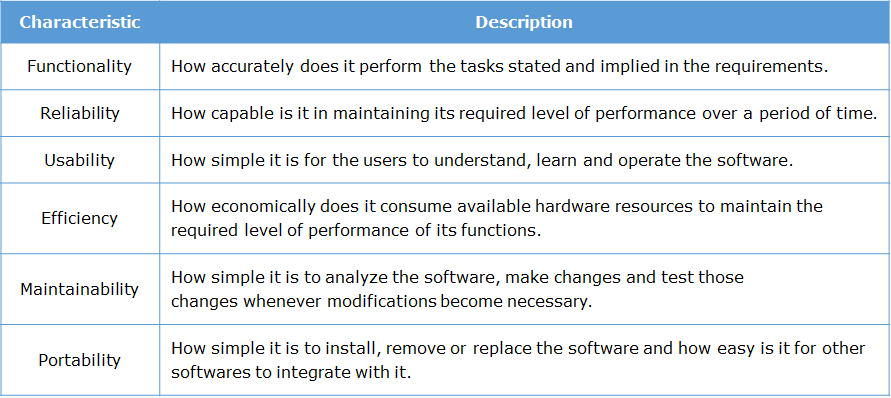 Characteristic Description
Functionality How accurately does it perform the tasks stated and implied in the requirements.
Reliability How capable is it in maintaining its required level of performance over a period of time.
Usability How simple it is for the users to understand, learn and operate the software.
Efficiency
How economically does it consume available hardware resources to maintain the
required level of performance of its functions.
Maintainability
How simple it is to analyze the software, make changes and test those
changes whenever modifications become necessary.
Portability
How simple it is to install, remove or replace the software and how easy is it for other
softwares to integrate with it.